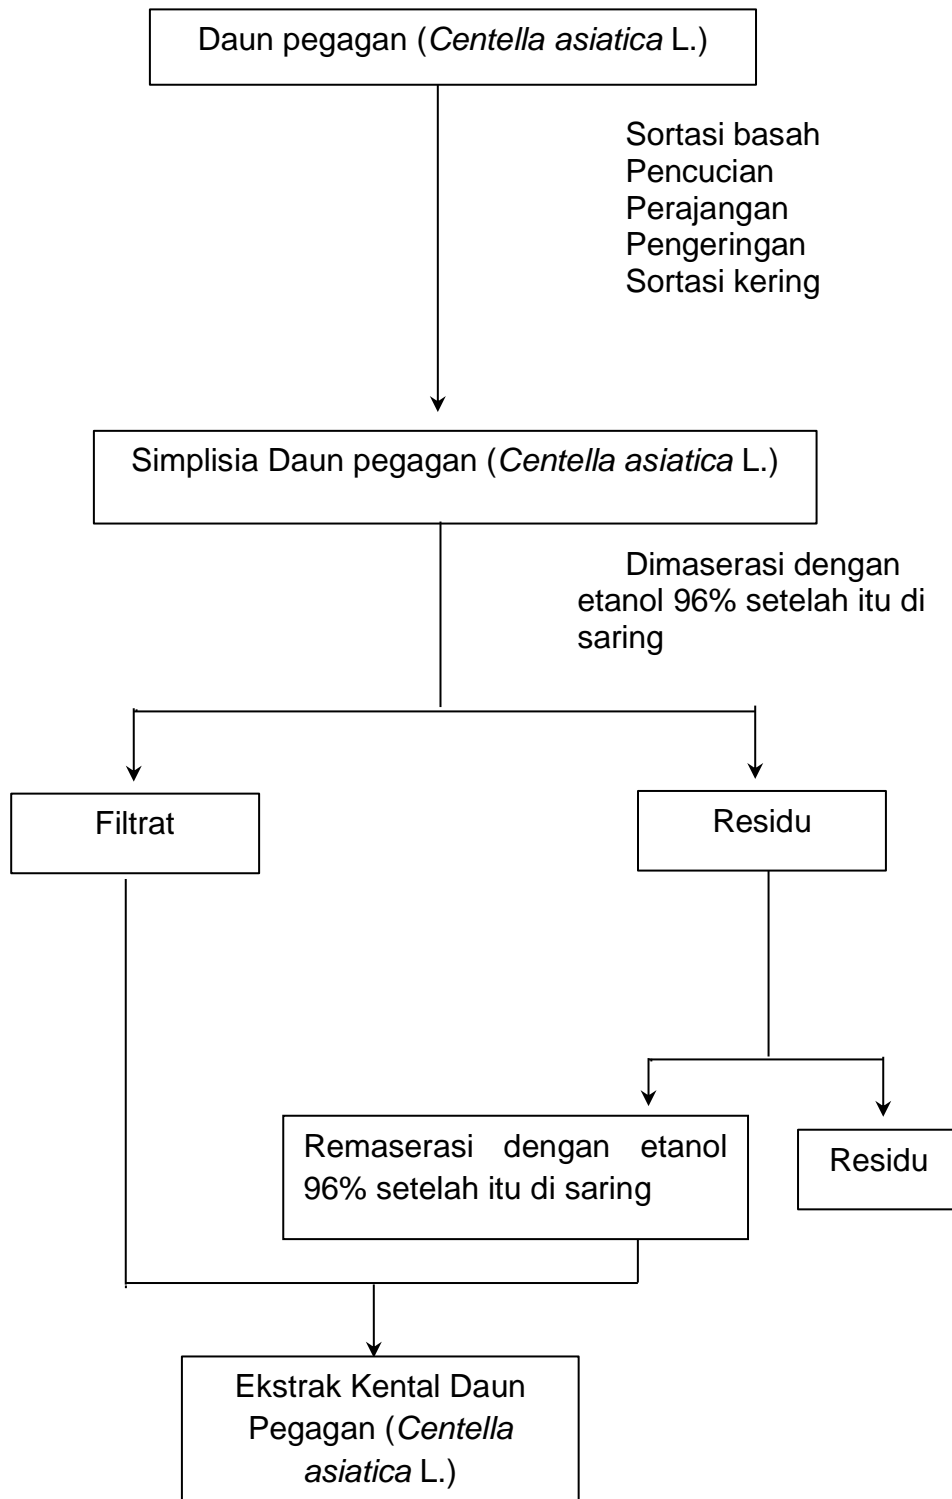 Daun pegagan (Centella asiatica L.)
Sortasi basah
Pencucian
Perajangan
Pengeringan
Sortasi kering
Simplisia Daun pegagan (Centella asiatica L.)
Dimaserasi dengan
etanol 96% setelah itu di
saring
Filtrat
Residu
Remaserasi dengan etanol
96% setelah itu di saring
Residu
Ekstrak Kental Daun
Pegagan (Centella
asiatica L.)